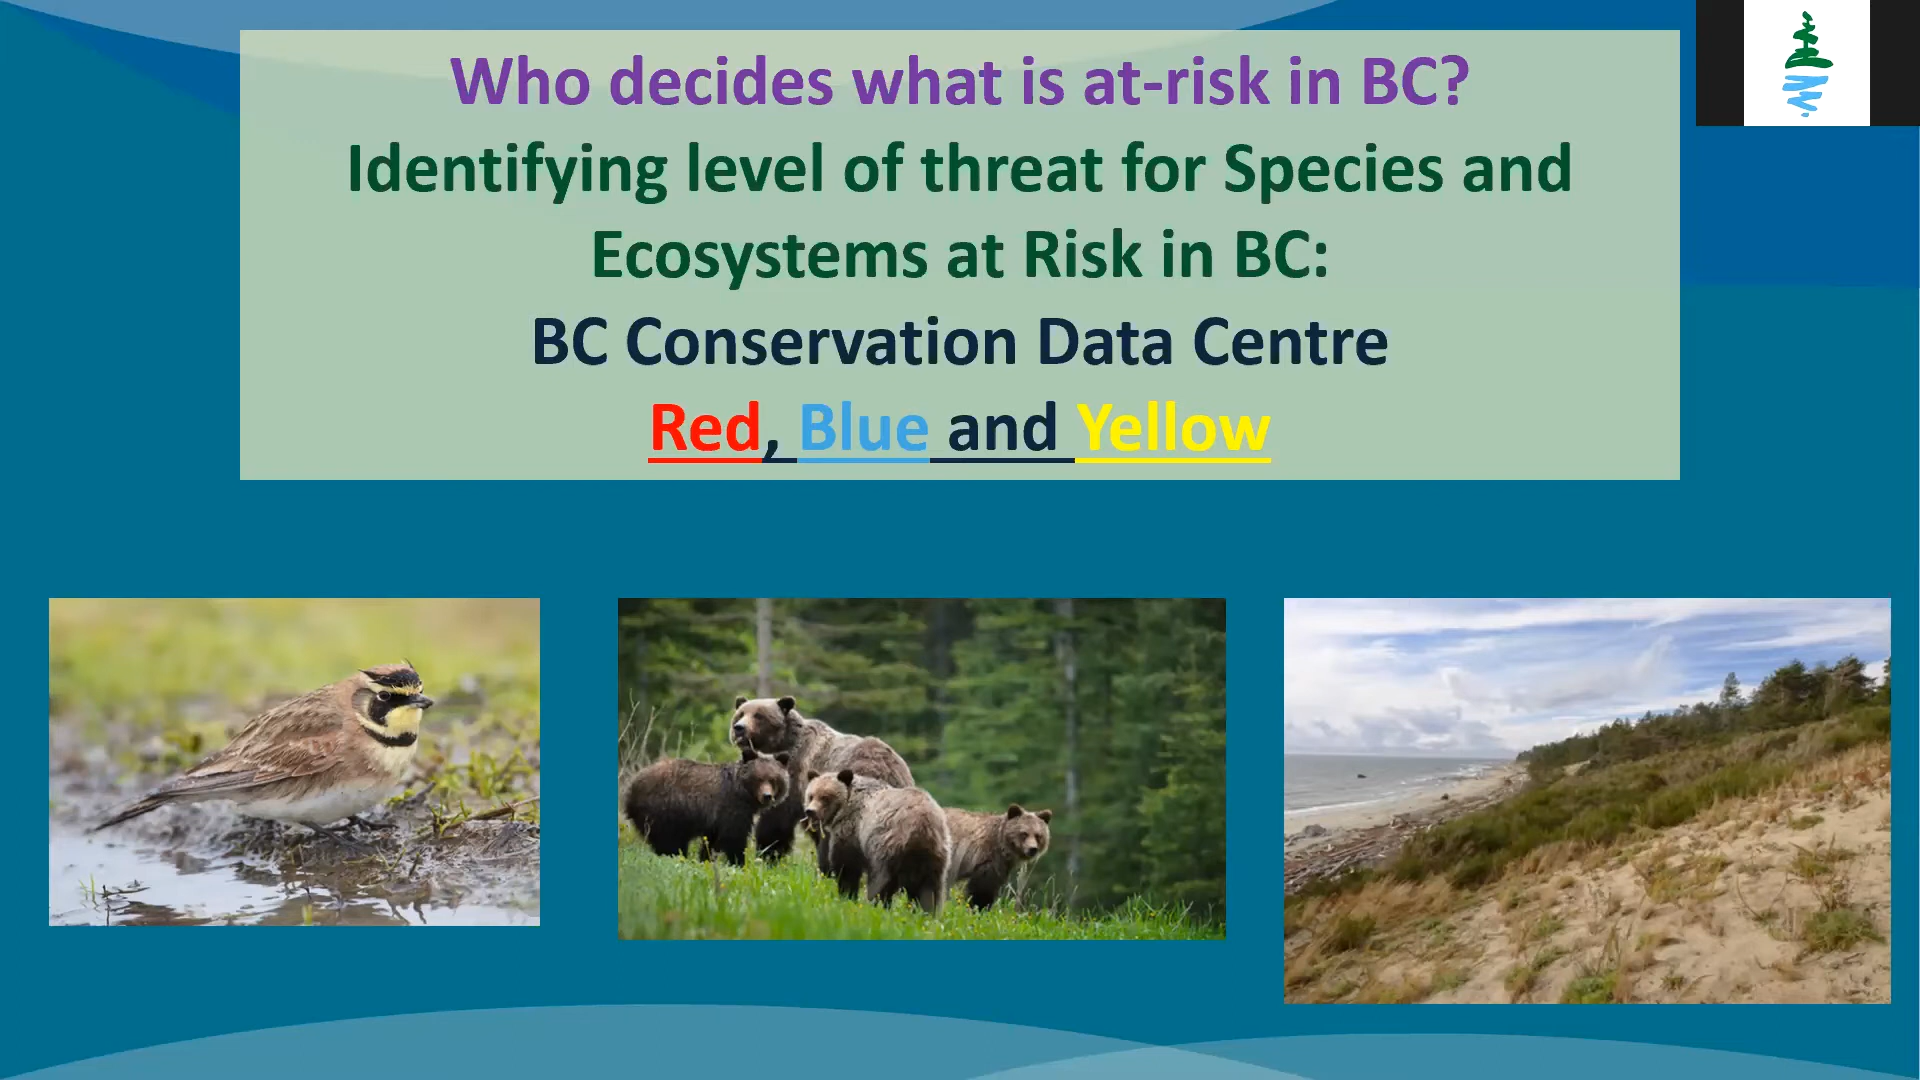 Who decides what is at-risk in BC?
Identifying level of threat for Species and
Ecosystems at Risk in BC:
BC Conservation Data Centre
Red, Blue and Yellow